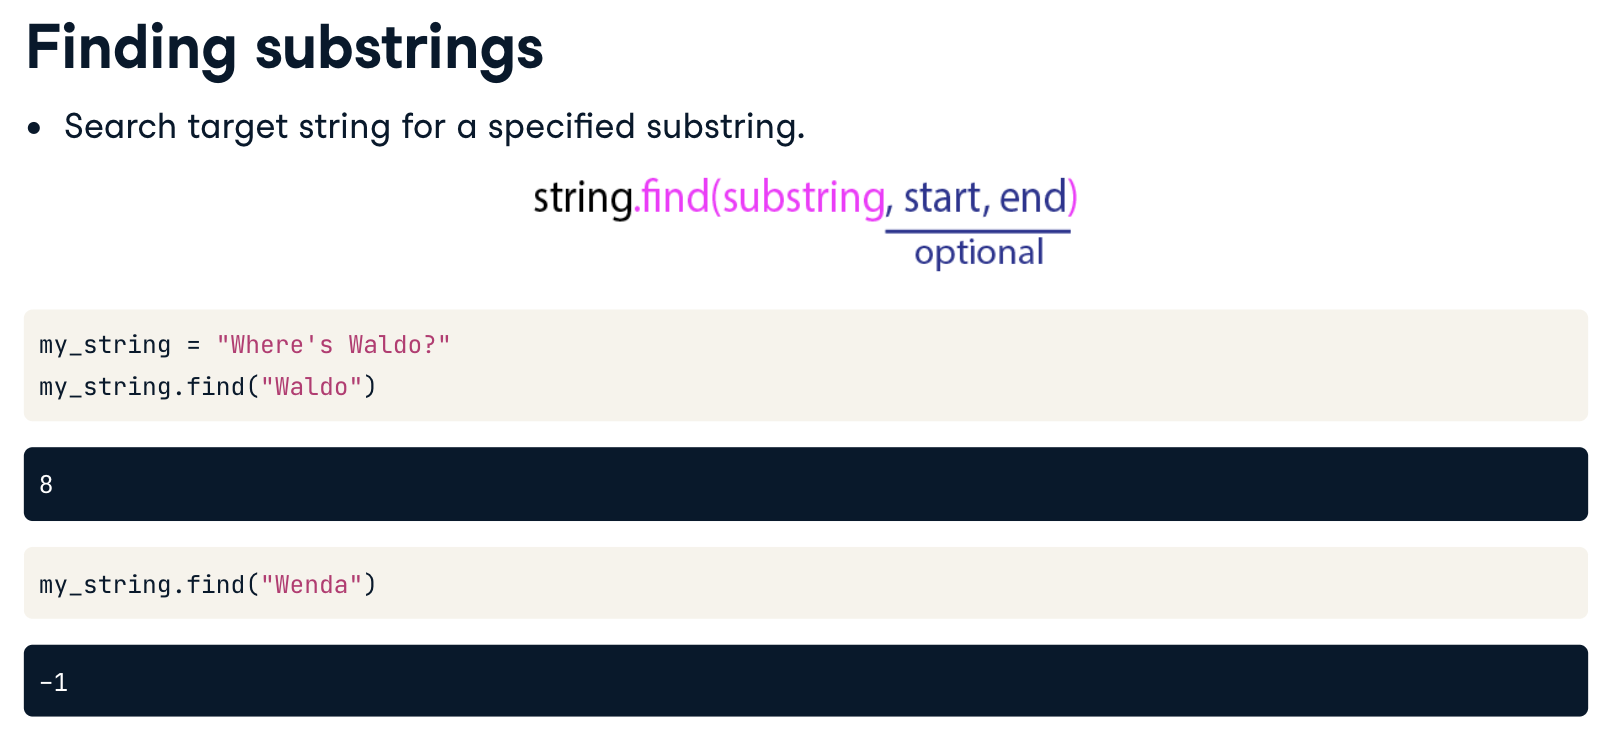 Finding substrings
• Search target string for a specified substring.
string.find(substring, start, end)
optional
my_string = "Where's Waldo?"
my_string.find("Waldo")
8
my_string.find("Wenda")
-1